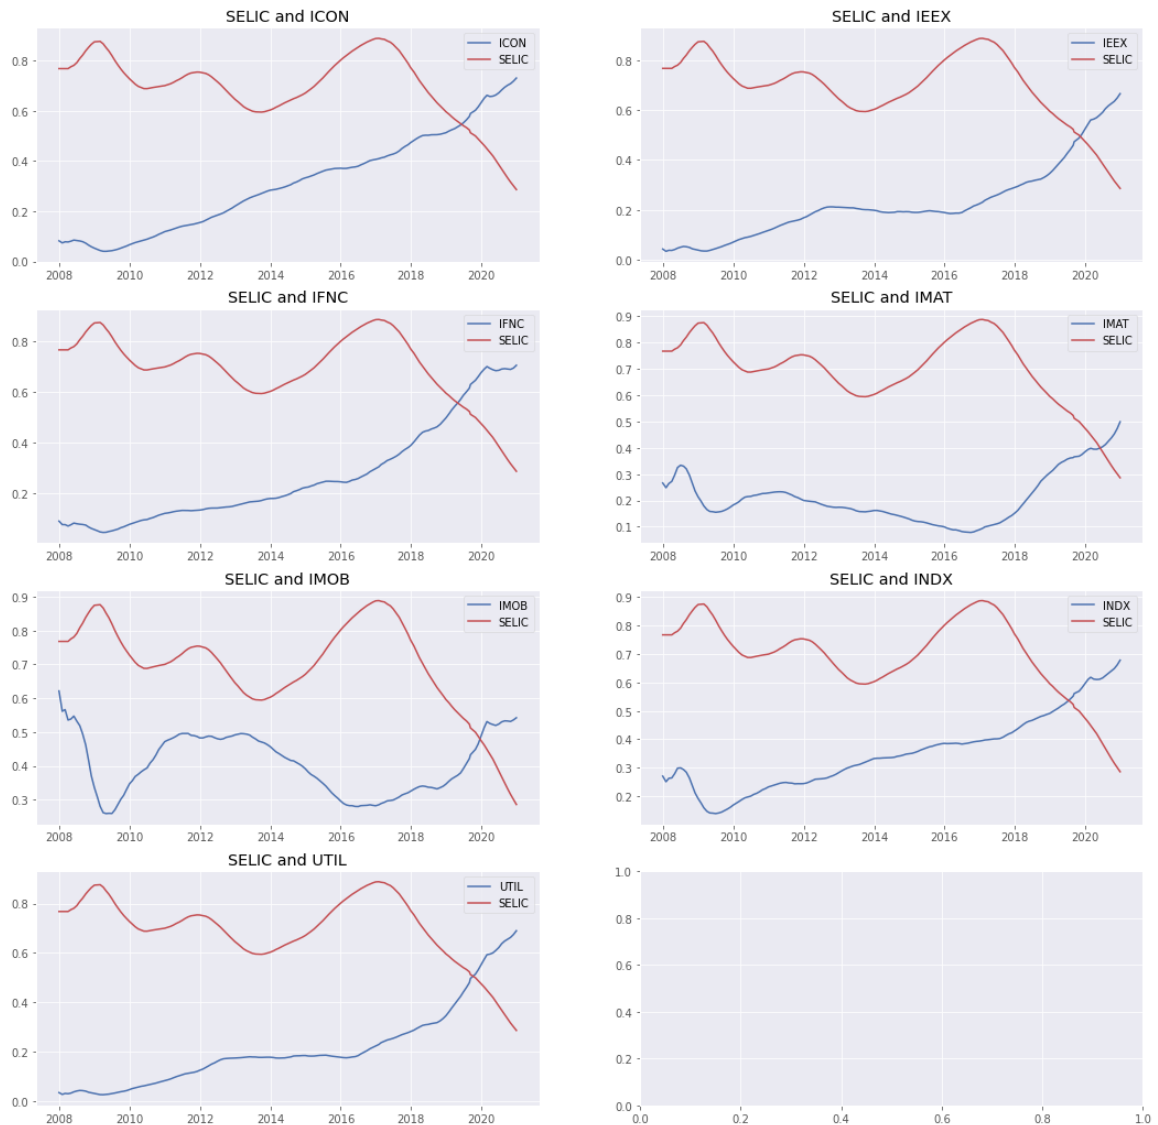 SELIC and ICON
ICON
SELIC
0.8
0.6
0.4
0.2
0.0
2008 2010 2012 2014 2016 2018 2020
SELIC and IEEX
IEEX
SELIC
0.8
0.6
0.4
0.2
0.0
2008 2010 2012 2014 2016 2018 2020
SELIC and IFNC
IFNC
SELIC
0.8
0.6
0.4
0.2
2008 2010 2012 2014 2016 2018 2020
SELIC and IMAT
IMAT
SELIC
0.9
0.8
0.7
0.6
0.5
0.4
0.3
0.2
0.1
2008 2010 2012 2014 2016 2018 2020
SELIC and IMOB
IMOB
SELIC
0.9
0.8
0.7
0.6
0.5
0.4
0.3
2008 2010 2012 2014 2016 2018 2020
SELIC and INDX
INDX
SELIC
0.9
0.8
0.7
0.6
0.5
0.4
0.3
0.2
2008 2010 2012 2014 2016 2018 2020
SELIC and UTIL
UTIL
SELIC
0.8
0.6
0.4
0.2
0.0
2008 2010 2012 2014 2016 2018 2020
1.0
0.8
0.6
0.4
0.2
0.0
0.0 0.2 0.4 0.6 0.8 1.0